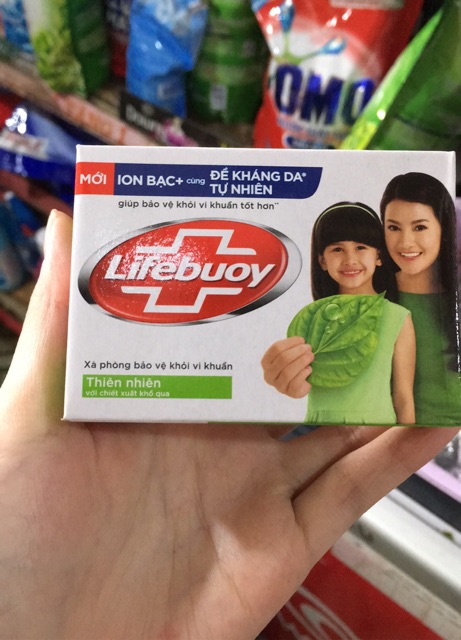 OMO
MỚI ION BẠC+ cùng ĐỀ KHÁNG DA*
TỰ NHIÊN
giúp bảo vệ khỏi vi khuẩn tốt hơn**
Lifebuoy
Xà phòng bảo vệ khỏi vi khuẩn
Thiên nhiên
với chiết xuất khổ qua